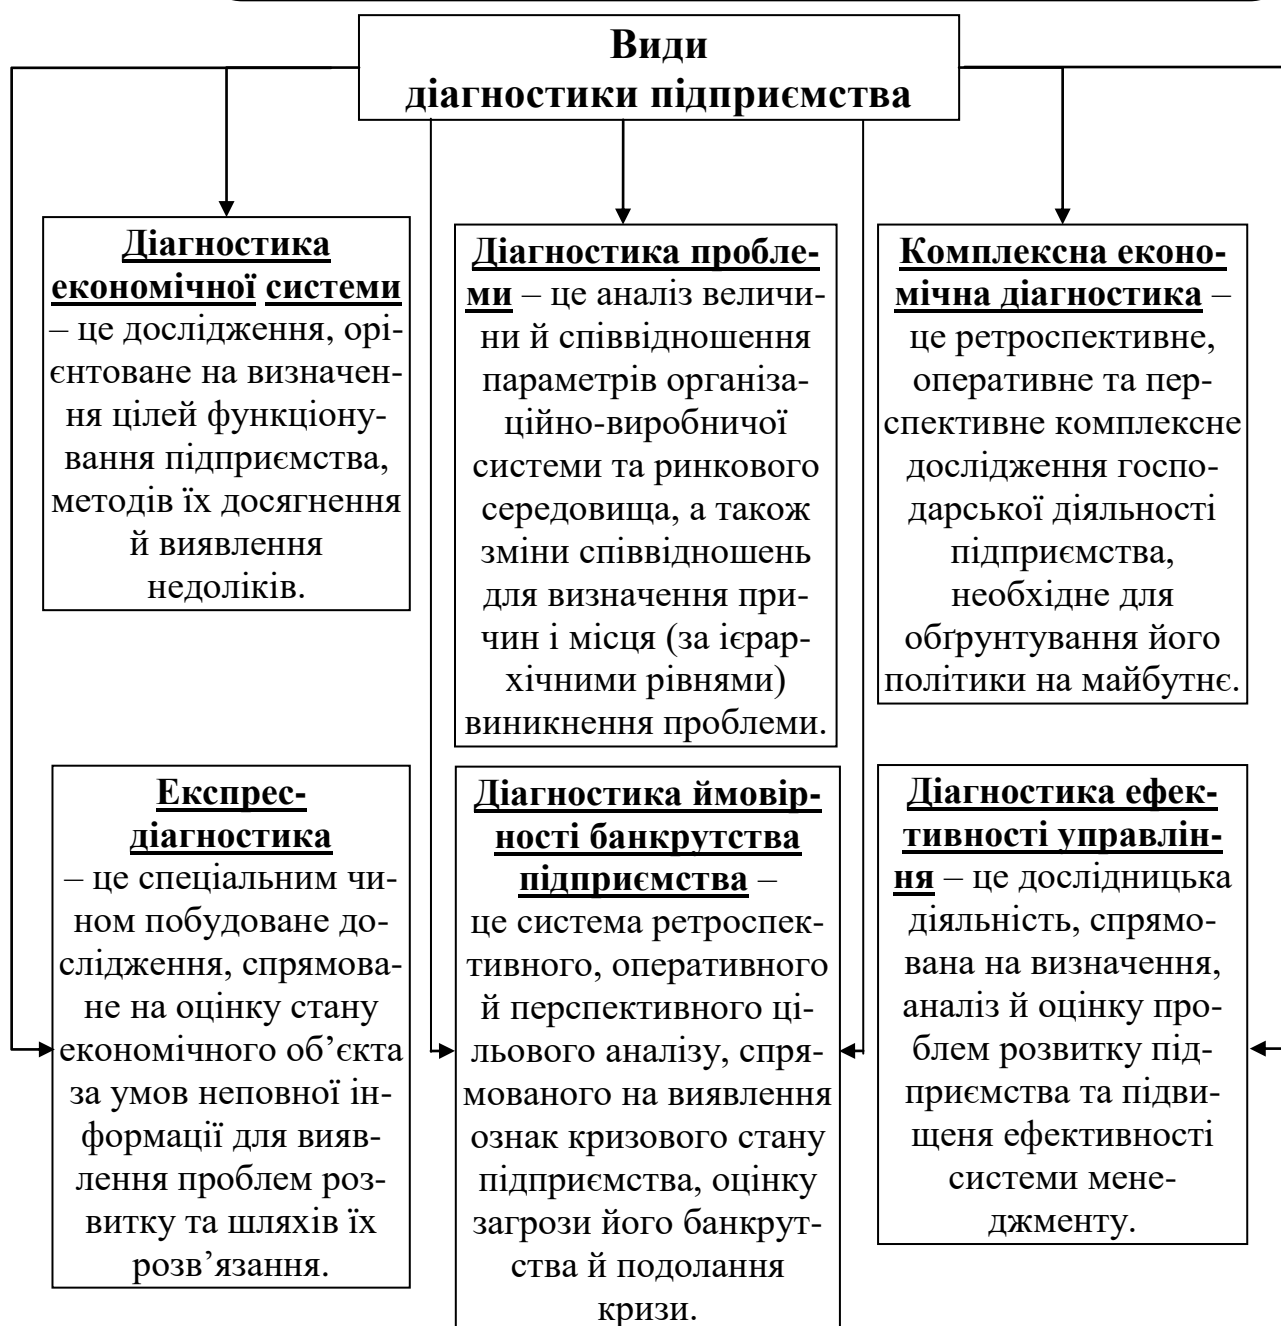 Види
діагностики підприємства
Діагностика
економічної системи
– це дослідження, орі-
єнтоване на визначен-
ня цілей функціону-
вання підприємства,
методів їх досягнення
й виявлення
недоліків.
Діагностика пробле-
ми – це аналіз величи-
ни й співвідношення
параметрів організа-
ційно-виробничої
системи та ринкового
середовища, а також
зміни співвідношень
для визначення при-
чин і місця (за ієрар-
хічними рівнями)
виникнення проблеми.
Комплексна еконо-
мічна діагностика –
це ретроспективне,
оперативне та пер-
спективне комплексне
дослідження госпо-
дарської діяльності
підприємства,
необхідне для
обґрунтування його
політики на майбутнє.
Експрес-
діагностика
– це спеціальним чи-
ном побудоване до-
слідження, спрямова-
не на оцінку стану
економічного об’єкта
за умов неповної ін-
формації для вияв-
лення проблем роз-
витку та шляхів їх
розв’язання.
Діагностика ймовір-
ності банкрутства
підприємства –
це система ретроспек-
тивного, оперативного
й перспективного ці-
льового аналізу, спря-
мованого на виявлення
ознак кризового стану
підприємства, оцінку
загрози його банкрут-
ства й подолання
кризи.
Діагностика ефек-
тивності управлін-
ня – це дослідницька
діяльність, спрямо-
вана на визначення,
аналіз й оцінку про-
блем розвитку під-
приємства та підви-
щеня ефективності
системи мене-
джменту.